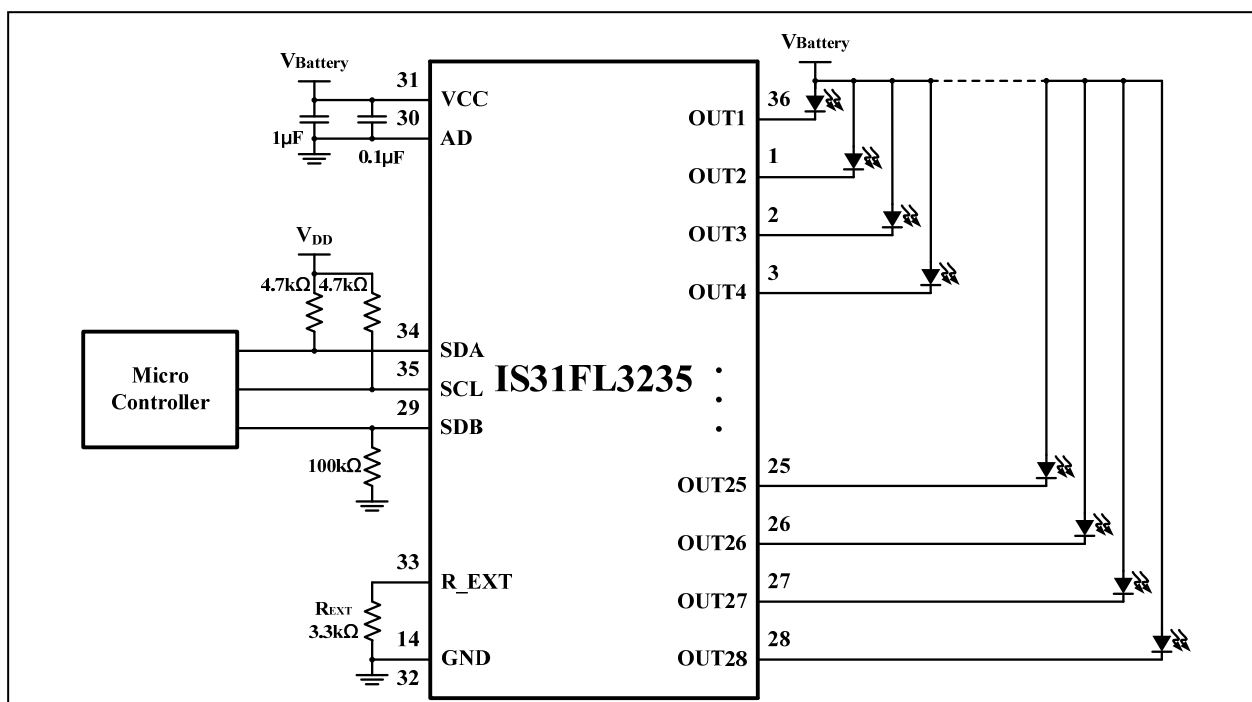 VBattery
31
VCC
30
AD
1µF
0.1µF
VDD
4.7kΩ 4.7kΩ
34
SDA
35
SCL
29
SDB
Micro
Controller
100kΩ
33
R_EXT
REXT
3.3kΩ
14
GND
32
IS31FL3235
VBattery
36
OUT1
1
OUT2
2
OUT3
3
OUT4
25
OUT25
26
OUT26
27
OUT27
28
OUT28